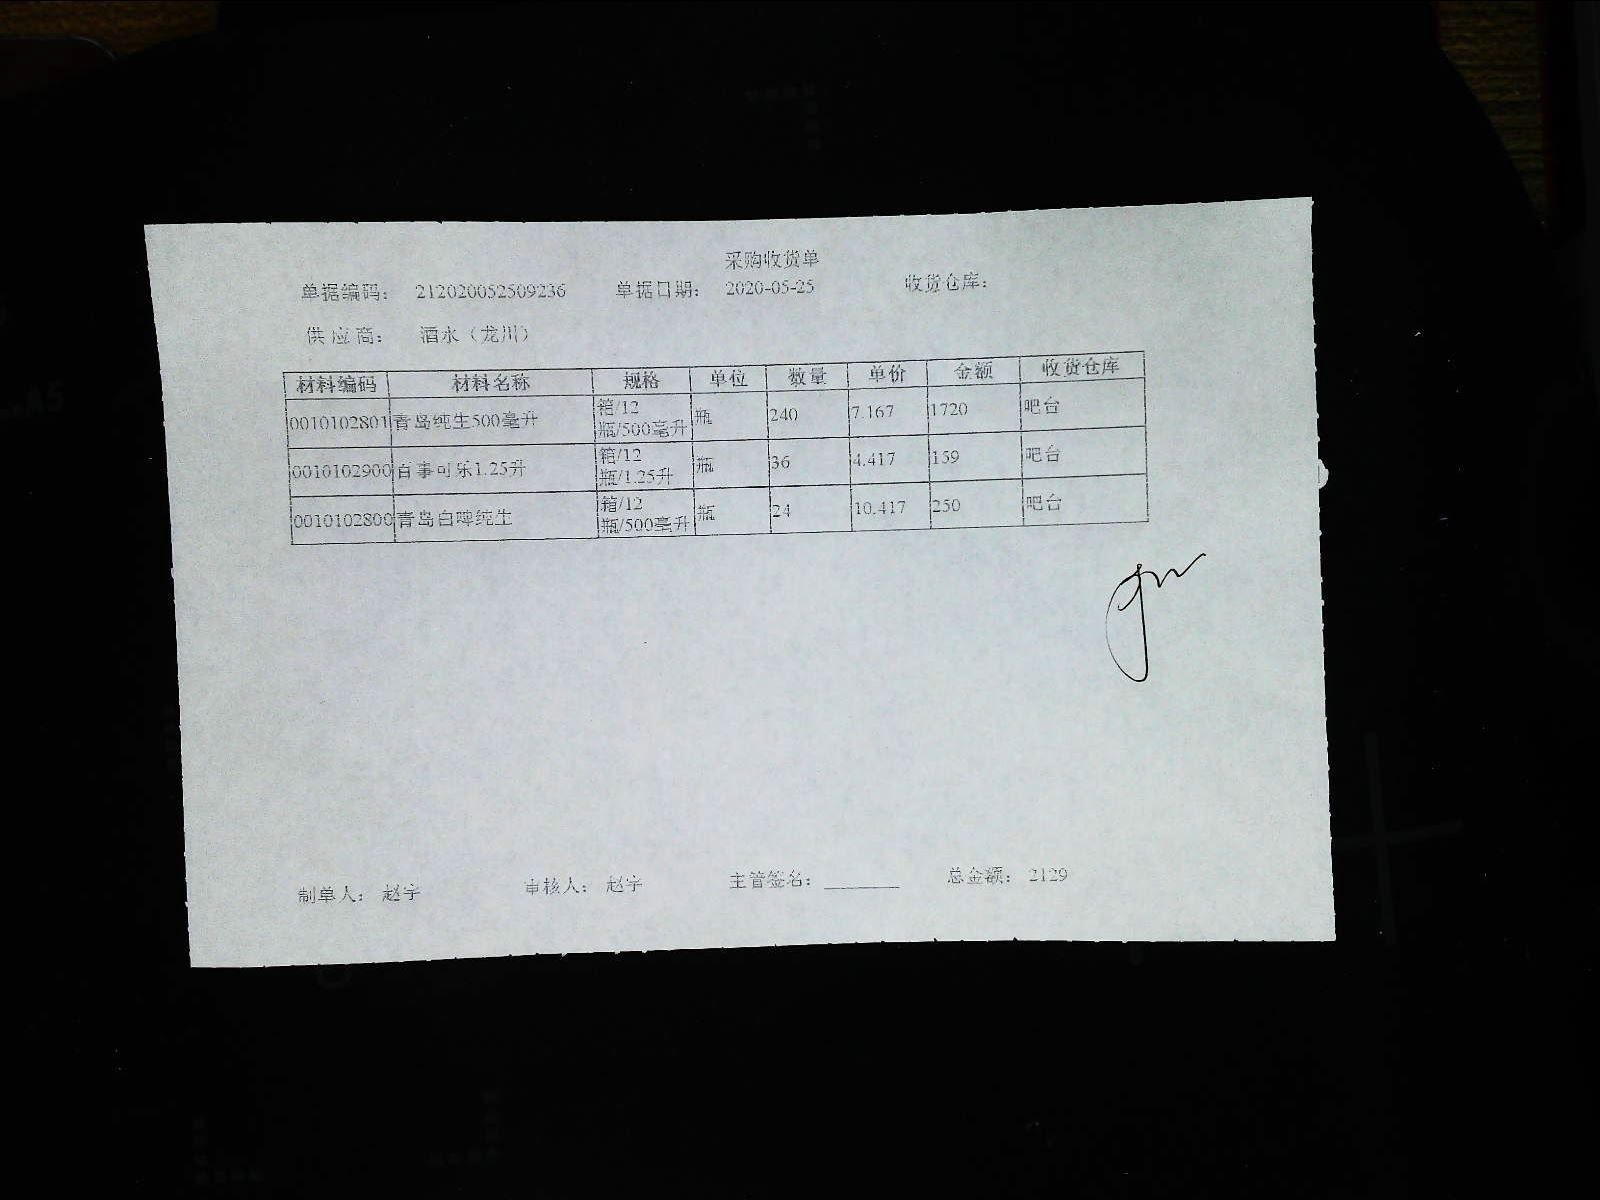 采购收货单
单据编码： 212020052509236 单据日期： 2020-05-25 收货仓库：
供应商： 酒水（龙川）
材料编码 材料名称 规格 单位 数量 单价 金额 收货仓库
0010102801 青岛纯生500毫升 箱/12瓶/500毫升 瓶 240 7.167 1720 吧台
0010102900 百事可乐1.25升 箱/12瓶/1.25升 瓶 36 4.417 159 吧台
0010102800 青岛白啤纯生 箱/12瓶/500毫升 瓶 24 10.417 250 吧台
制单人： 赵宇 审核人： 赵宇 主管签名： 总金额： 2129